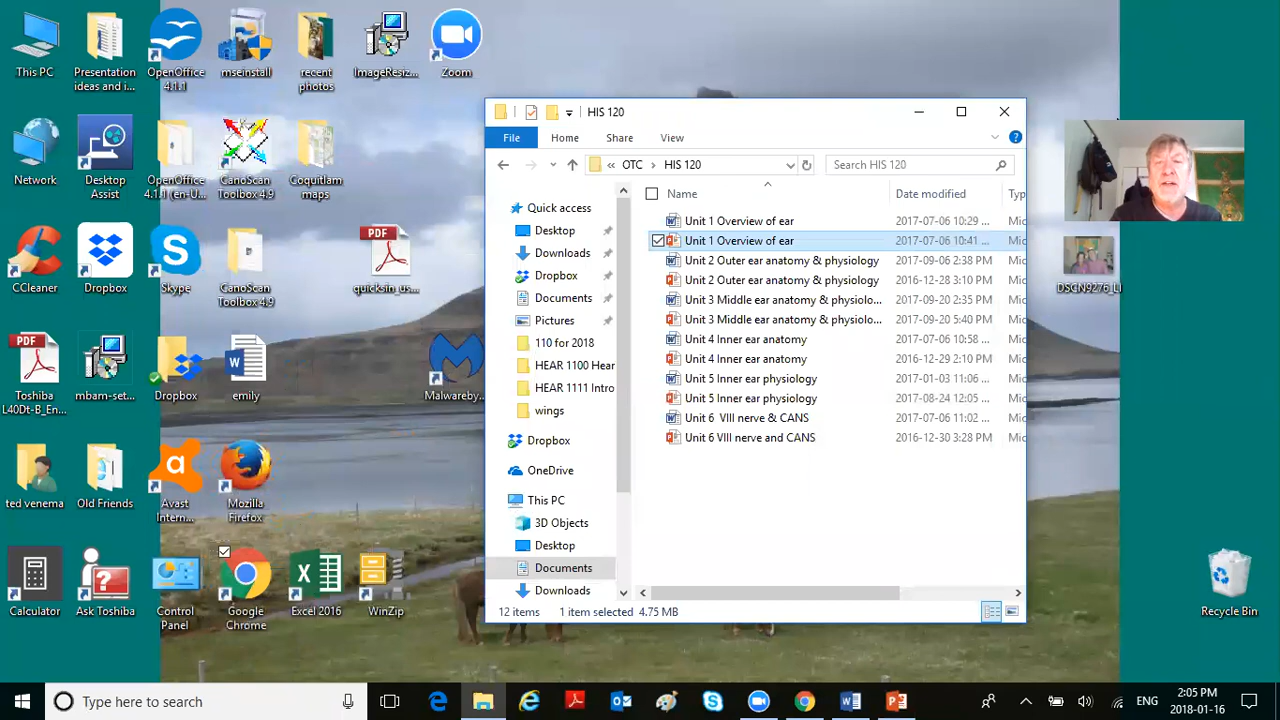 This PC
Presentation
ideas and i...
OpenOffice
4.1.1
mseinstall
recent
photos
ImageResiz...
Zoom
Network
Desktop
Assist
OpenOffice
4.1.1 (en-U...
CanoScan
Toolbox 4.9
Coquitlam
maps
CCleaner
Dropbox
Skype
CanoScan
Toolbox 4.9
PDF
quicksin_us...
PDF
Toshiba
L40Dt-B_En...
mbam-set...
Dropbox
emily
Malwareby...
ted venema
Old Friends
Avast
Intern...
Mozilla
Firefox
Calculator
Ask Toshiba
Control
Panel
Google
Chrome
Excel 2016
WinZip
HIS 120
File
Home
Share
View
OTC
HIS 120
Search HIS 120
Name
Date modified
Quick access
Desktop
Downloads
Dropbox
Documents
Pictures
110 for 2018
HEAR 1100 Hear
HEAR 1111 Intro
wings
Dropbox
OneDrive
This PC
3D Objects
Desktop
Documents
Downloads
Unit 1 Overview of ear 2017-07-06 10:29 ... Mic
Unit 1 Overview of ear 2017-07-06 10:41 ... Mic
Unit 2 Outer ear anatomy & physiology 2017-09-06 2:38 PM Mic
Unit 2 Outer ear anatomy & physiology 2016-12-28 3:10 PM Mic
Unit 3 Middle ear anatomy & physiolo... 2017-09-20 2:35 PM Mic
Unit 3 Middle ear anatomy & physiolo... 2017-09-20 5:40 PM Mic
Unit 4 Inner ear anatomy 2017-07-06 10:58 ... Mic
Unit 4 Inner ear anatomy 2016-12-29 2:10 PM Mic
Unit 5 Inner ear physiology 2017-01-03 11:06 ... Mic
Unit 5 Inner ear physiology 2017-08-24 12:05 ... Mic
Unit 6 VIII nerve & CANS 2017-07-06 11:02 ... Mic
Unit 6 VIII nerve and CANS 2016-12-30 3:28 PM Mic
12 items
1 item selected 4.75 MB
Recycle Bin
Type here to search
ENG
2:05 PM
2018-01-16